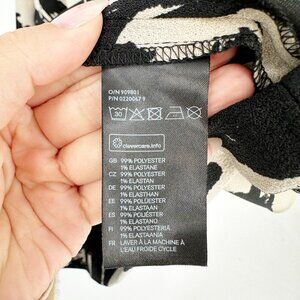 O/N 909801
P/N 0220067 9
30
clevercare.info
GB 99% POLYESTER
1% ELASTANE
CZ 99% POLYESTER
1% ELASTAN
DE 99% POLYESTER
1% ELASTHAN
EE 99% POLÜESTER
1% ELASTAAN
ES 99% POLIÉSTER
1% ELASTANO
FI 99% POLYESTERIA
1% ELASTAANIA
FR LAVER À LA MACHINE À
L'EAU FROIDE CYCLE